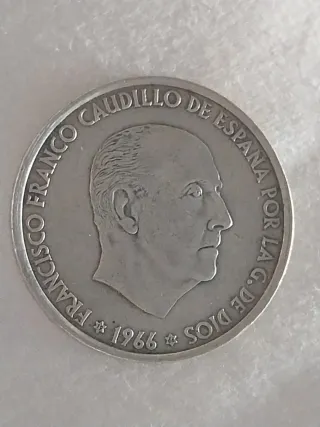 FRANCISCO FRANCO CAUDILLO DE ESPAÑA POR LA G. DE DIOS
* 1966 *